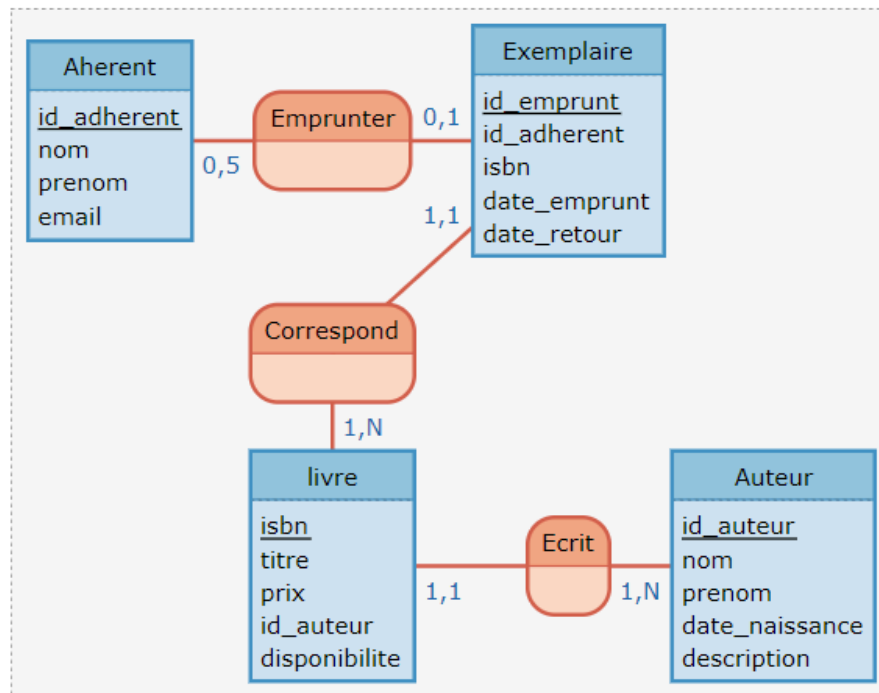 Aherent
id_adherent
nom
prenom
email
0,5
Emprunter
0,1
Exemplaire
id_emprunt
id_adherent
isbn
date_emprunt
date_retour
1,1
Correspond
1,N
livre
isbn
titre
prix
id_auteur
disponibilite
1,1
Ecrit
1,N
Auteur
id_auteur
nom
prenom
date_naissance
description